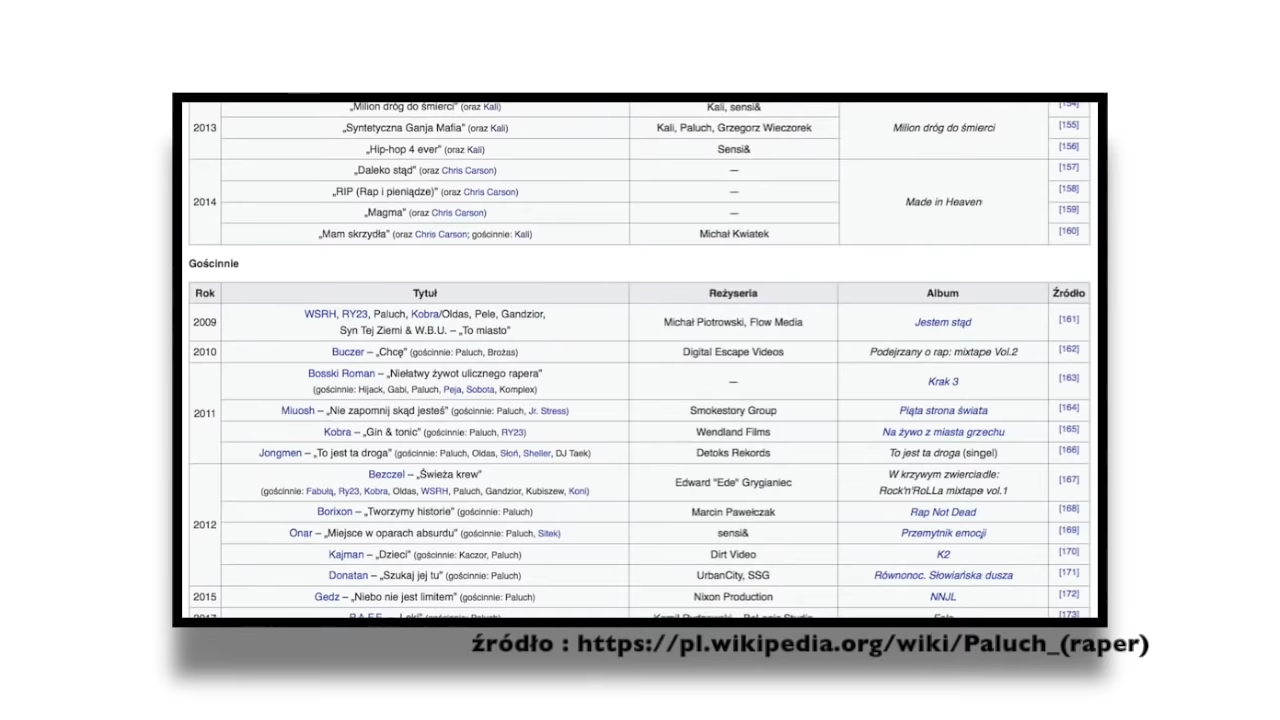 „Milion dróg do śmierci” (oraz Kali) Kali, sensi& [154]
2013 „Syntetyczna Ganja Mafia” (oraz Kali) Kali, Paluch, Grzegorz Wieczorek Milion dróg do śmierci [155]
„Hip-hop 4 ever” (oraz Kali) Sensi& [156]
„Daleko stąd” (oraz Chris Carson) — [157]
„RIP (Rap i pieniądze)” (oraz Chris Carson) — [158]
2014 Made in Heaven
„Magma” (oraz Chris Carson) — [159]
„Mam skrzydła” (oraz Chris Carson; gościnnie: Kali) Michał Kwiatek [160]
Gościnnie
Rok Tytuł Reżyseria Album Źródło
WSRH, RY23, Paluch, Kobra/Oldas, Pele, Gandzior,
2009 Michał Piotrowski, Flow Media Jestem stąd [161]
Syn Tej Ziemi & W.B.U. – „To miasto”
2010 Buczer – „Chcę” (gościnnie: Paluch, Brożas) Digital Escape Videos Podejrzany o rap: mixtape Vol.2 [162]
Bosski Roman – „Niełatwy żywot ulicznego rapera”
— Krak 3 [163]
(gościnnie: Hijack, Gabi, Paluch, Peja, Sobota, Komplex)
2011 Miuosh – „Nie zapomnij skąd jesteś” (gościnnie: Paluch, Jr. Stress) Smokestory Group Piąta strona świata [164]
Kobra – „Gin & tonic” (gościnnie: Paluch, RY23) Wendland Films Na żywo z miasta grzechu [165]
Jongmen – „To jest ta droga” (gościnnie: Paluch, Oldas, Słoń, Sheller, DJ Taek) Detoks Rekords To jest ta droga (singel) [166]
Bezczel – „Świeża krew” W krzywym zwierciadle:
Edward "Ede" Grygianiec [167]
(gościnnie: Fabułą, Ry23, Kobra, Oldas, WSRH, Paluch, Gandzior, Kubiszew, Koni) Rock'n'RoLLa mixtape vol.1
Borixon – „Tworzymy historie” (gościnnie: Paluch) Marcin Pawełczak Rap Not Dead [168]
2012 Onar – „Miejsce w oparach absurdu” (gościnnie: Paluch, Sitek) sensi& Przemytnik emocji [169]
Kajman – „Dzieci” (gościnnie: Kaczor, Paluch) Dirt Video K2 [170]
Donatan – „Szukaj jej tu” (gościnnie: Paluch) UrbanCity, SSG Równonoc. Słowiańska dusza [171]
2015 Gedz – „Niebo nie jest limitem” (gościnnie: Paluch) Nixon Production NNJL [172]
[173]
źródło : https://pl.wikipedia.org/wiki/Paluch_(raper)